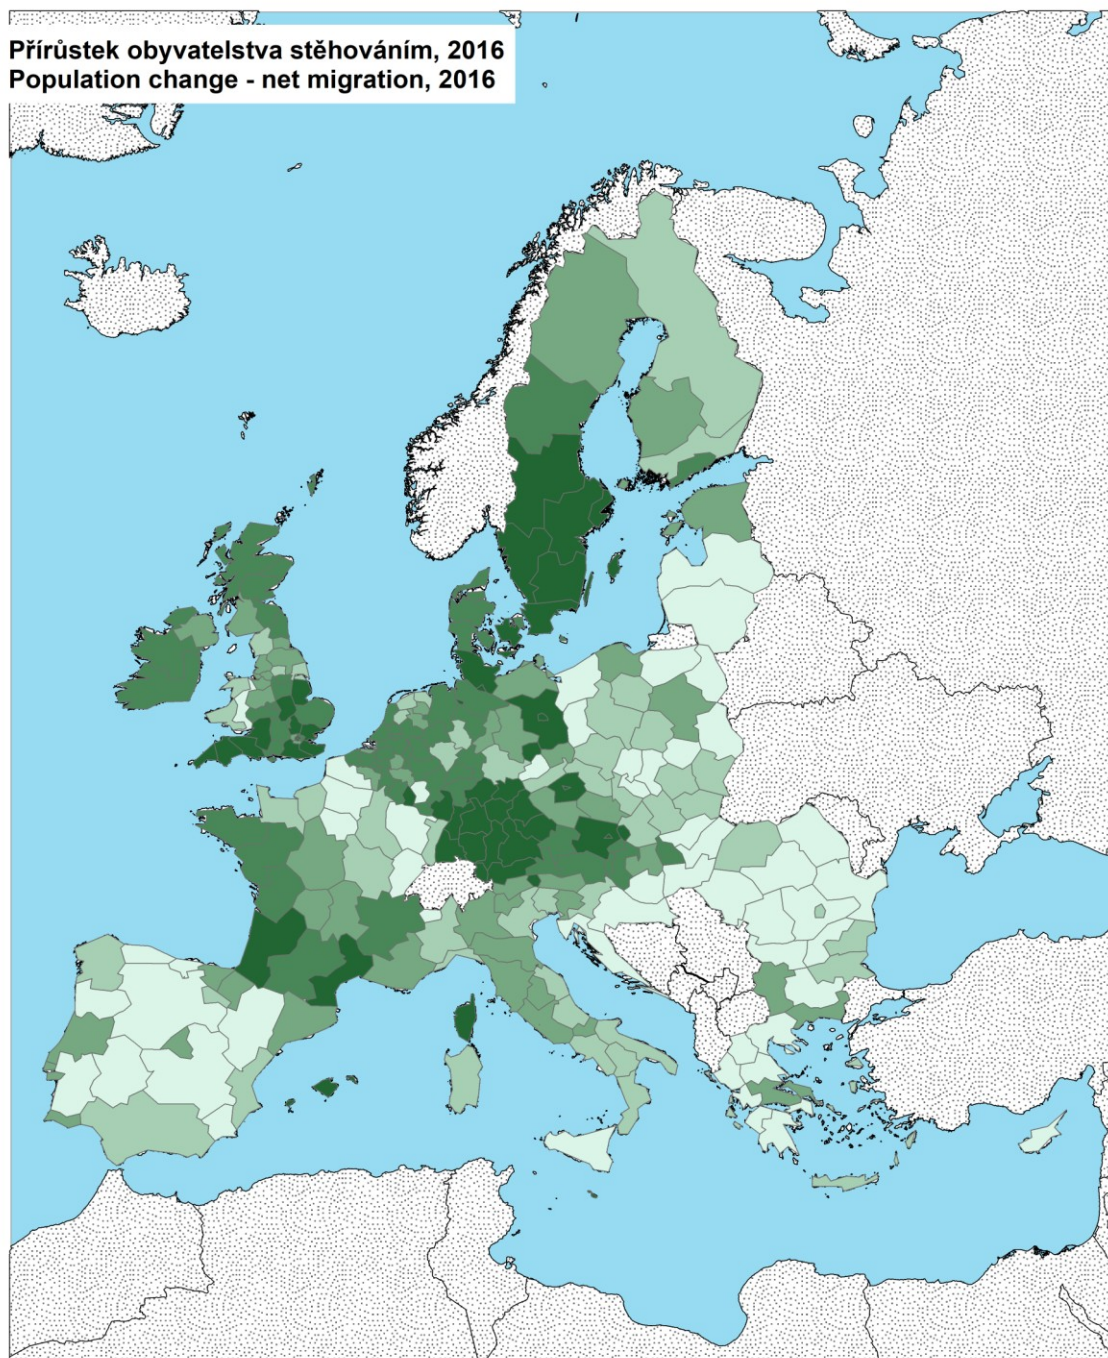 Přírůstek obyvatelstva stěhováním, 2016
Population change - net migration, 2016